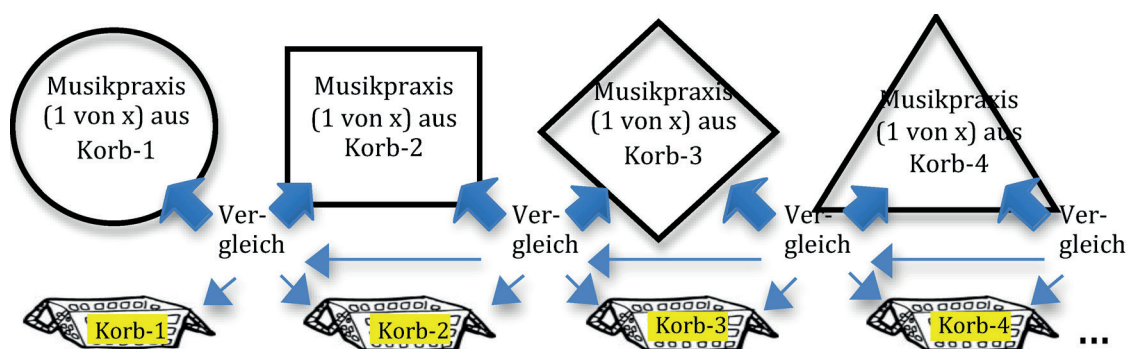 Musikpraxis
(1 von x) aus
Korb-1
Musikpraxis
(1 von x) aus
Korb-2
Musikpraxis
(1 von x) aus
Korb-3
Musikpraxis
(1 von x) aus
Korb-4
Ver-
gleich
Ver-
gleich
Ver-
gleich
Ver-
gleich
Korb-1
Korb-2
Korb-3
Korb-4
...